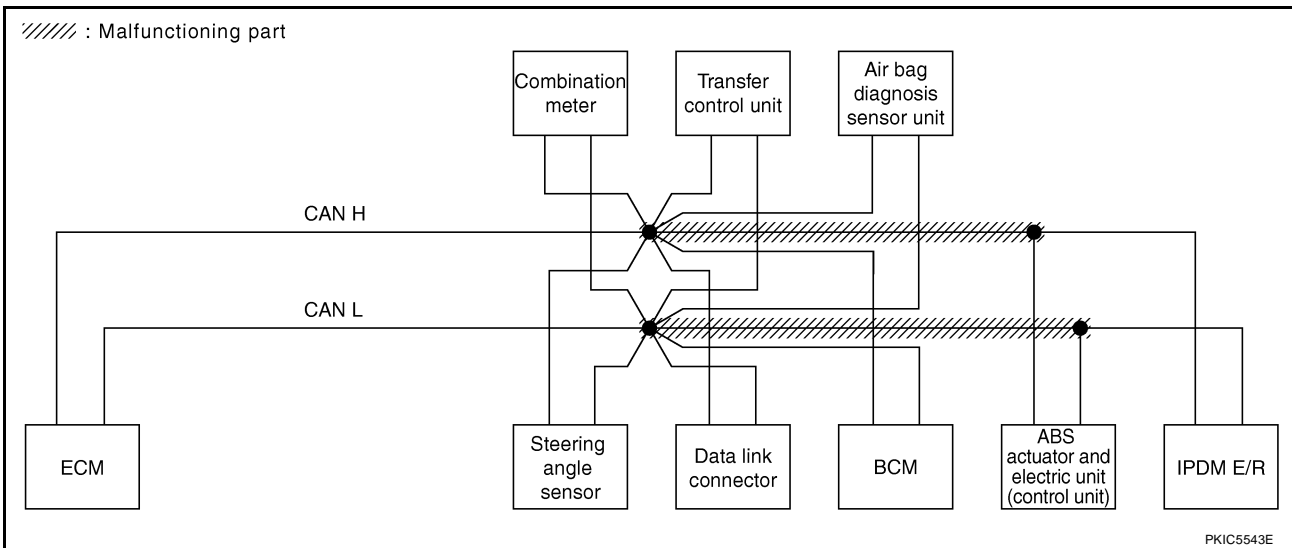 : Malfunctioning part
Combination
meter
Transfer
control unit
Air bag
diagnosis
sensor unit
CAN H
CAN L
ECM
Steering
angle
sensor
Data link
connector
BCM
ABS
actuator and
electric unit
(control unit)
IPDM E/R
PKIC5543E